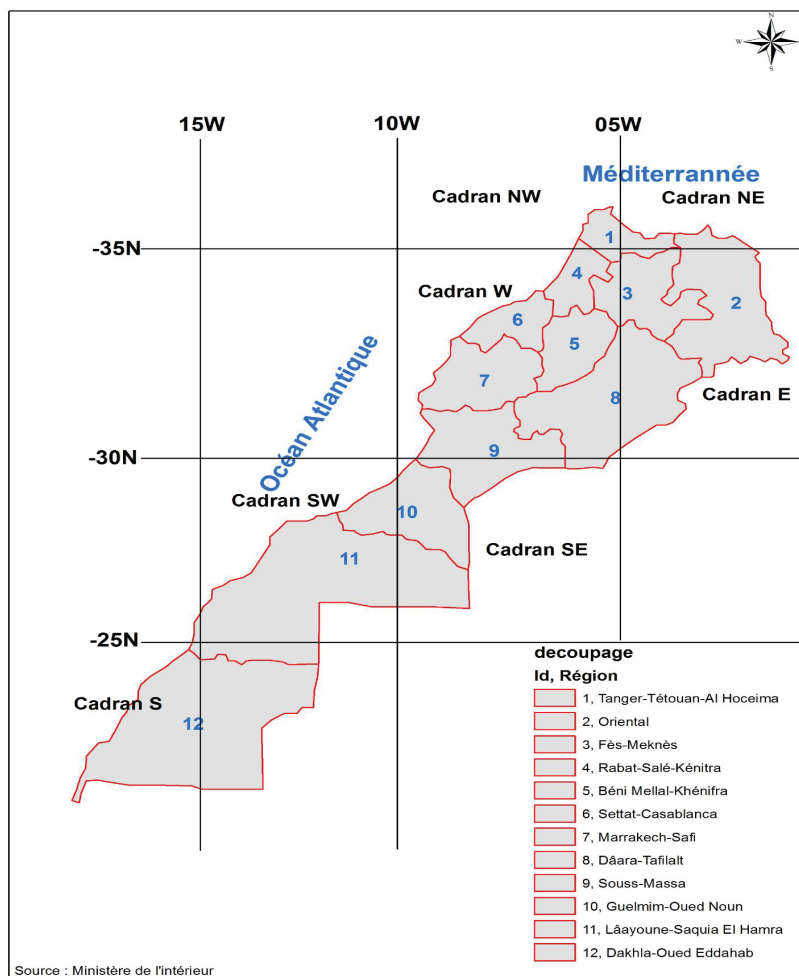 N
W
S
15W
10W
05W
Méditerrannée
Cadran NW
Cadran NE
-35N
1
4
3
2
Cadran W
6
5
7
8
Cadran E
Océan Atlantique
-30N
9
Cadran SW
10
Cadran SE
11
-25N
Cadran S
12
decoupage
Id, Région
1, Tanger-Tétouan-Al Hoceima
2, Oriental
3, Fès-Meknès
4, Rabat-Salé-Kénitra
5, Béni Mellal-Khénifra
6, Settat-Casablanca
7, Marrakech-Safi
8, Dâara-Tafilalt
9, Souss-Massa
10, Guelmim-Oued Noun
11, Lâayoune-Saquia El Hamra
12, Dakhla-Oued Eddahab
Source : Ministère de l'intérieur